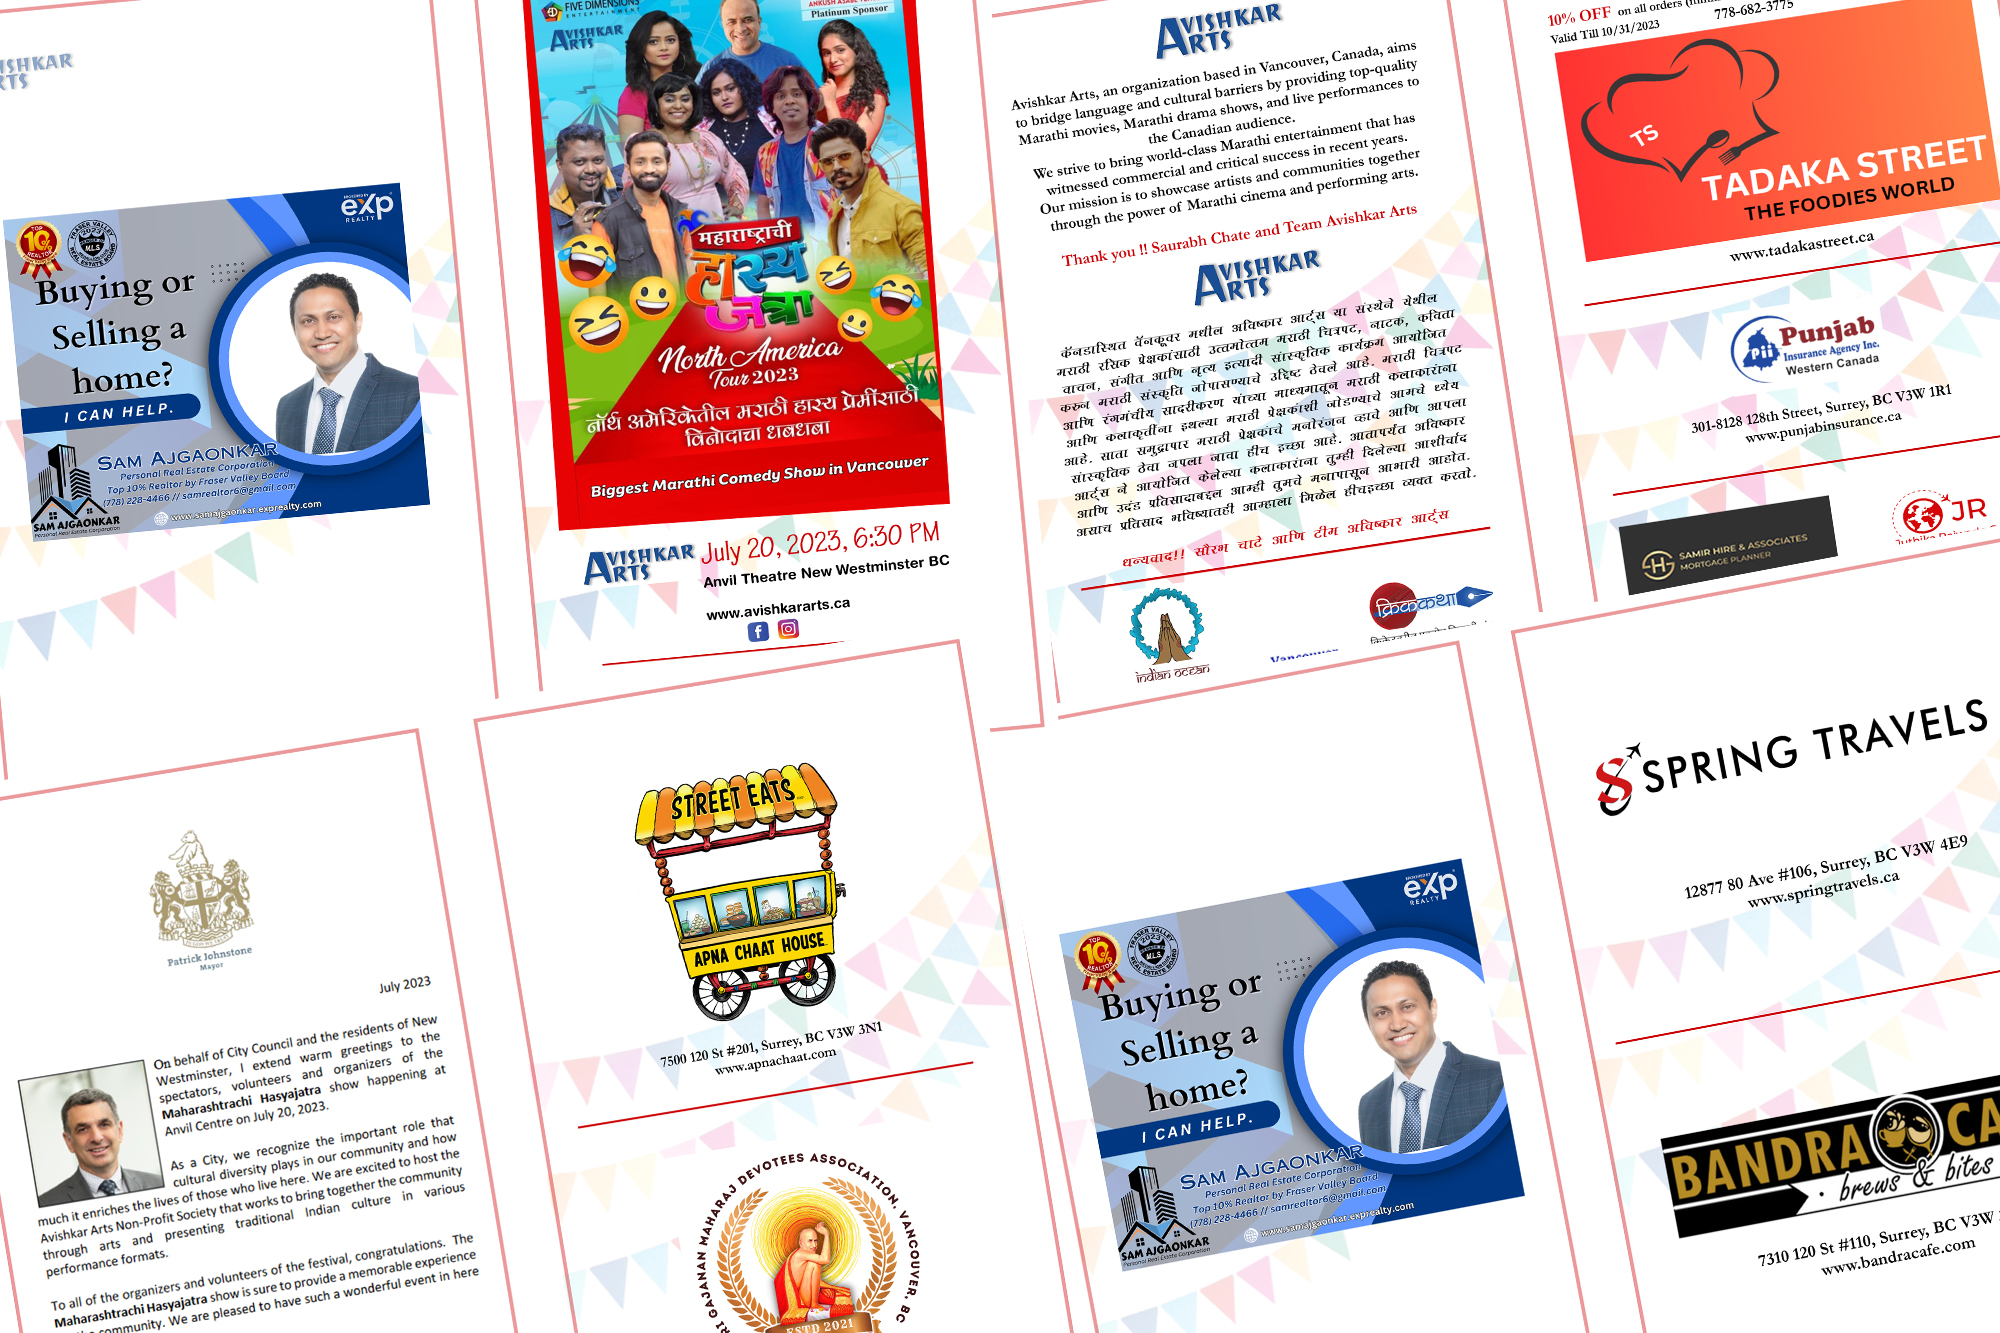 AVISHKAR
ARTS
BROKERED BY
eXp
REALTY
TOP
10%
REALTOR
FRASER VALLEY
2023
M.L.S.
REAL ESTATE BOARD
Buying or
Selling a
home?
I CAN HELP.
SAM AJGAONKAR
Personal Real Estate Corporation
Top 10% Realtor by Fraser Valley Board
(778) 228-4466 // samrealtor6@gmail.com
www.samajgaonkar.exprealty.com
SAM AJGAONKAR
Personal Real Estate Corporation
FIVE DIMENSIONS
ENTERTAINMENT
AVISHKAR
ARTS
Platinum Sponsor
महाराष्ट्राची
हास्य
जत्रा
North America
Tour 2023
नॉर्थ अमेरिकेतील मराठी हास्य प्रेमींसाठी
विनोदाचा धबधबा
Biggest Marathi Comedy Show in Vancouver
AVISHKAR
ARTS
July 20, 2023, 6:30 PM
Anvil Theatre New Westminster BC
www.avishkararts.ca
AVISHKAR
ARTS
Avishkar Arts, an organization based in Vancouver, Canada, aims
to bridge language and cultural barriers by providing top-quality
Marathi movies, Marathi drama shows, and live performances to
the Canadian audience.
We strive to bring world-class Marathi entertainment that has
witnessed commercial and critical success in recent years.
Our mission is to showcase artists and communities together
through the power of Marathi cinema and performing arts.
Thank you !! Saurabh Chate and Team Avishkar Arts
AVISHKAR
ARTS
कॅनडास्थित वॅनकूवर मधील अविष्कार आर्ट्स या संस्थेने येथील
मराठी रसिक प्रेक्षकांसाठी उत्तमोत्तम मराठी चित्रपट, नाटक, कविता
वाचन, संगीत आणि नृत्य इत्यादी सांस्कृतिक कार्यक्रम आयोजित
करुन मराठी संस्कृति जोपासण्याचे उद्दिष्ट ठेवले आहे. मराठी चित्रपट
आणि रंगमंचीय सादरीकरण यांच्या माध्यमातून मराठी कलाकारांना
आणि कलाकृतींना इथल्या मराठी प्रेक्षकांशी जोडण्याचे आमचे ध्येय
आहे. साता समुद्रापार मराठी प्रेक्षकांचे मनोरंजन व्हावे आणि आपला
सांस्कृतिक ठेवा जपला जावा हीच इच्छा आहे. आतापर्यंत अविष्कार
आर्ट्स ने आयोजित केलेल्या कलाकारांना तुम्ही दिलेल्या आशीर्वाद
आणि उदंड प्रतिसादाबद्दल आम्ही तुमचे मनापासून आभारी आहोत.
असाच प्रतिसाद भविष्यातही आम्हाला मिळेल हीचइच्छा व्यक्त करतो.
धन्यवाद!! सौरभ चाटे आणि टीम अविष्कार आर्ट्स
indian ocean
क्रिककथा
Vancouver
10% OFF on all orders
778-682-3775
Valid Till 10/31/2023
TS
TADAKA STREET
THE FOODIES WORLD
www.tadakastreet.ca
Pii
Punjab
Insurance Agency Inc.
Western Canada
301-8128 128th Street, Surrey, BC V3W 1R1
www.punjabinsurance.ca
SH
SAMIR HIRE & ASSOCIATES
MORTGAGE PLANNER
JR
Patrick Johnstone
Mayor
July 2023
On behalf of City Council and the residents of New
Westminster, I extend warm greetings to the
spectators, volunteers and organizers of the
Maharashtrachi Hasyajatra show happening at
Anvil Centre on July 20, 2023.
As a City, we recognize the important role that
cultural diversity plays in our community and how
much it enriches the lives of those who live here. We are excited to host the
Avishkar Arts Non-Profit Society that works to bring together the community
through arts and presenting traditional Indian culture in various
performance formats.
To all of the organizers and volunteers of the festival, congratulations. The
Maharashtrachi Hasyajatra show is sure to provide a memorable experience
community. We are pleased to have such a wonderful event in here
STREET EATS
APNA CHAAT HOUSE
7500 120 St #201, Surrey, BC V3W 3N1
www.apnachaat.com
RI GAJANAN MAHARAJ DEVOTEES ASSOCIATION, VANCOUVER, BC
ESTD 2021
BROKERED BY
eXp
REALTY
TOP
10%
REALTOR
FRASER VALLEY
2023
M.L.S.
REAL ESTATE BOARD
Buying or
Selling a
home?
I CAN HELP.
SAM AJGAONKAR
Personal Real Estate Corporation
Top 10% Realtor by Fraser Valley Board
(778) 228-4466 // samrealtor6@gmail.com
www.samajgaonkar.exprealty.com
SAM AJGAONKAR
Personal Real Estate Corporation
SPRING TRAVELS
12877 80 Ave #106, Surrey, BC V3W 4E9
www.springtravels.ca
BANDRA CA
brews & bites
7310 120 St #110, Surrey, BC V3W
www.bandracafe.com